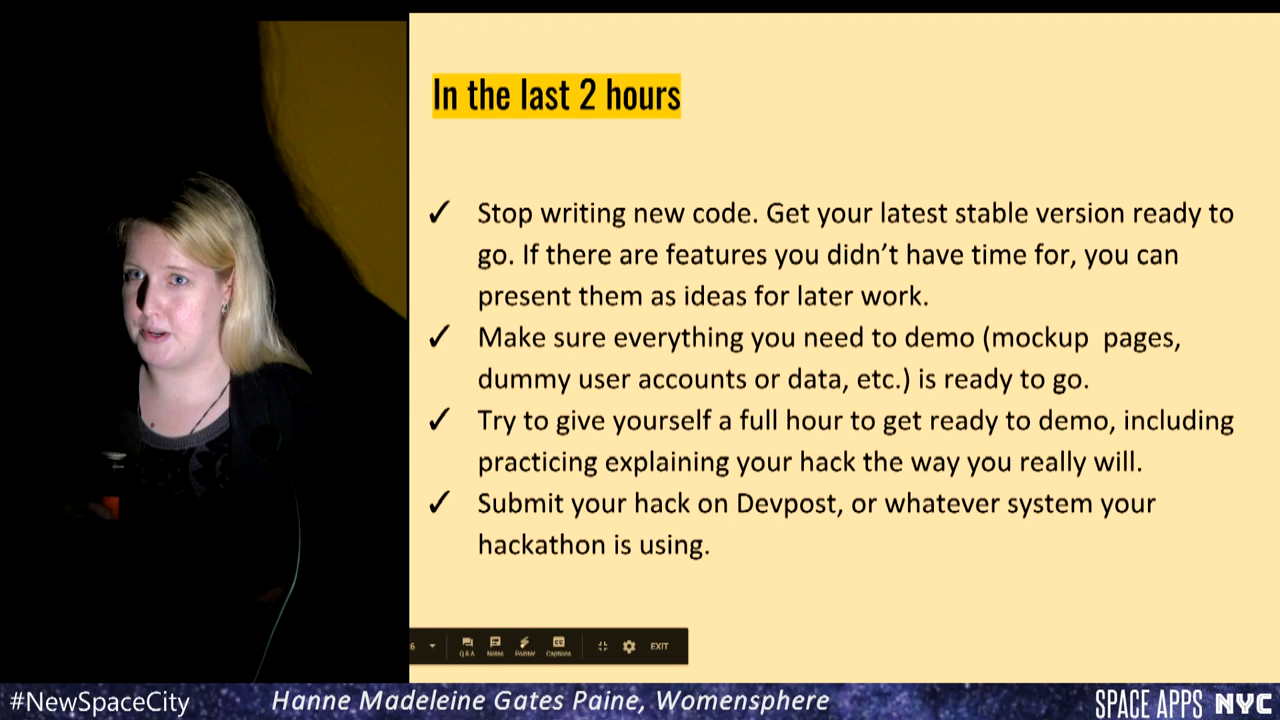 In the last 2 hours
✓ Stop writing new code. Get your latest stable version ready to
go. If there are features you didn’t have time for, you can
present them as ideas for later work.
✓ Make sure everything you need to demo (mockup  pages,
dummy user accounts or data, etc.) is ready to go.
✓ Try to give yourself a full hour to get ready to demo, including
practicing explaining your hack the way you really will.
✓ Submit your hack on Devpost, or whatever system your
hackathon is using.
6 Q&A Notes Pointer Captions EXIT
#NewSpaceCity Hanne Madeleine Gates Paine, Womensphere SPACE APPS NYC